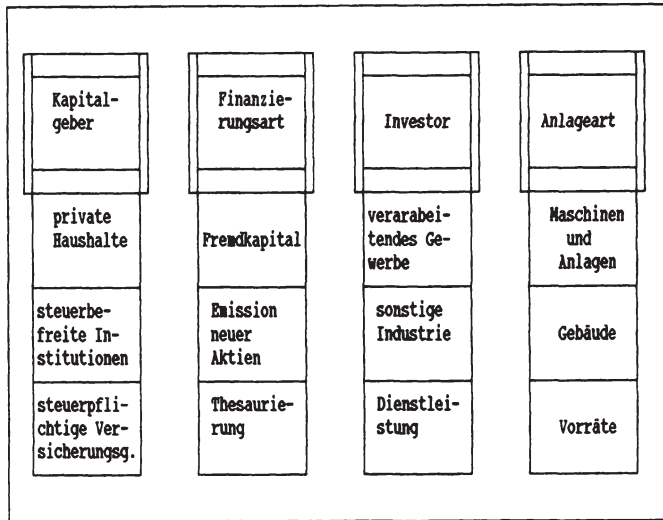 Kapital-
geber
private
Haushalte
steuerbe-
freite In-
stitutionen
steuerpfli-
chtige Ver-
sicherungsg.
Finanzie-
rungsart
Fremdkapital
Emission
neuer
Aktien
Thesaurie-
rung
Investor
verarabei-
tendes Ge-
werbe
sonstige
Industrie
Dienstlei-
stung
Anlageart
Maschinen
und
Anlagen
Gebäude
Vorräte